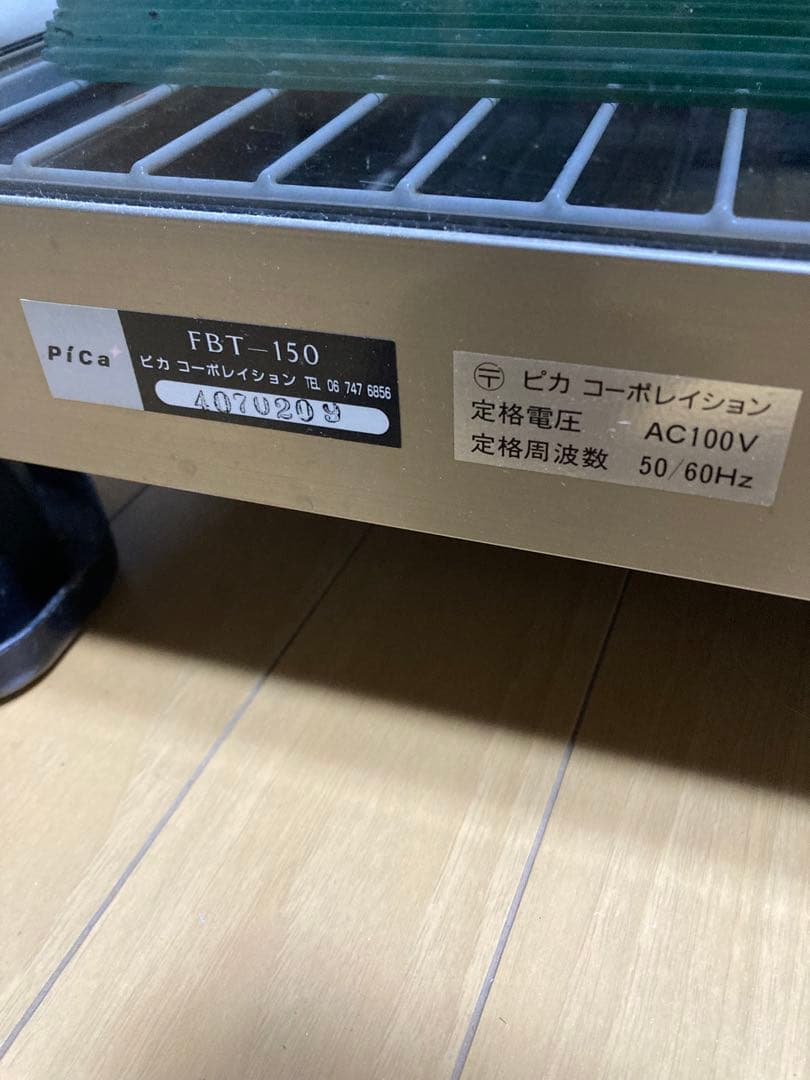 PiCa
FBT-150
ピカ コーポレイション TEL 06 747 6856
4070209
〶 ピカ コーポレイション
定格電圧 AC100V
定格周波数 50/60Hz